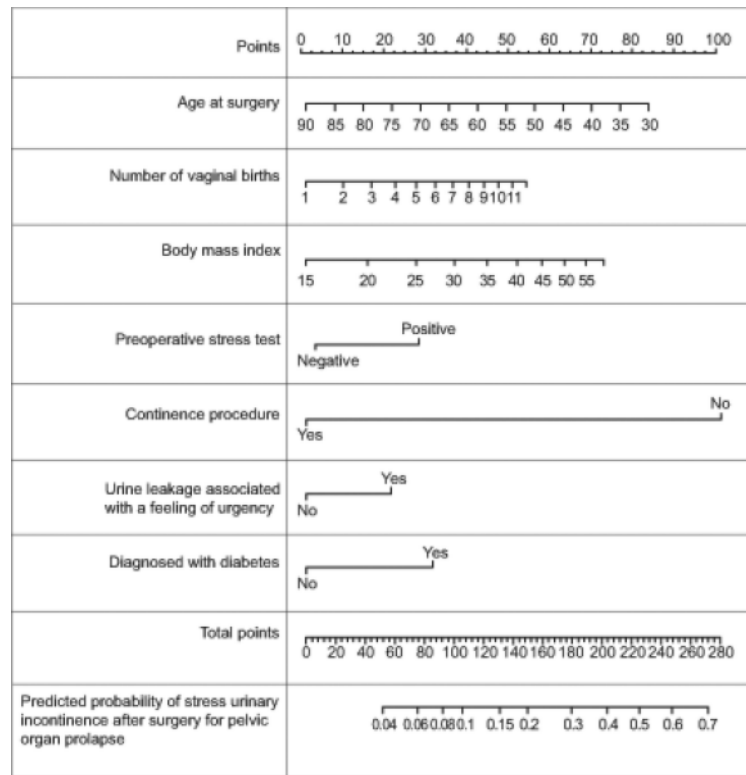 Points
0 10 20 30 40 50 60 70 80 90 100
Age at surgery
90 85 80 75 70 65 60 55 50 45 40 35 30
Number of vaginal births
1 2 3 4 5 6 7 8 9 10 11
Body mass index
15 20 25 30 35 40 45 50 55
Preoperative stress test
Positive
Negative
Continence procedure
No
Yes
Urine leakage associated
with a feeling of urgency
Yes
No
Diagnosed with diabetes
Yes
No
Total points
0 20 40 60 80 100 120 140 160 180 200 220 240 260 280
Predicted probability of stress urinary
incontinence after surgery for pelvic
organ prolapse
0.04 0.06 0.08 0.1 0.15 0.2 0.3 0.4 0.5 0.6 0.7